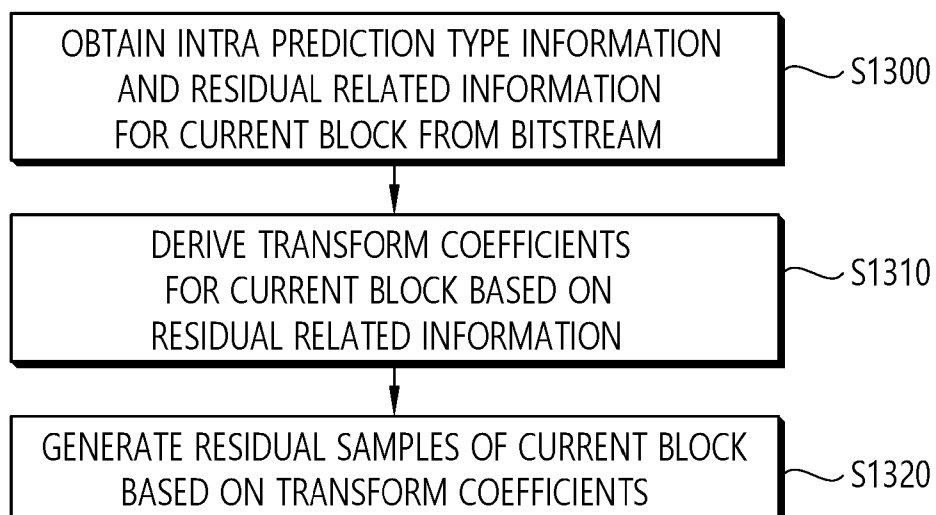 OBTAIN INTRA PREDICTION TYPE INFORMATION
AND RESIDUAL RELATED INFORMATION
FOR CURRENT BLOCK FROM BITSTREAM
S1300
DERIVE TRANSFORM COEFFICIENTS
FOR CURRENT BLOCK BASED ON
RESIDUAL RELATED INFORMATION
S1310
GENERATE RESIDUAL SAMPLES OF CURRENT BLOCK
BASED ON TRANSFORM COEFFICIENTS
S1320